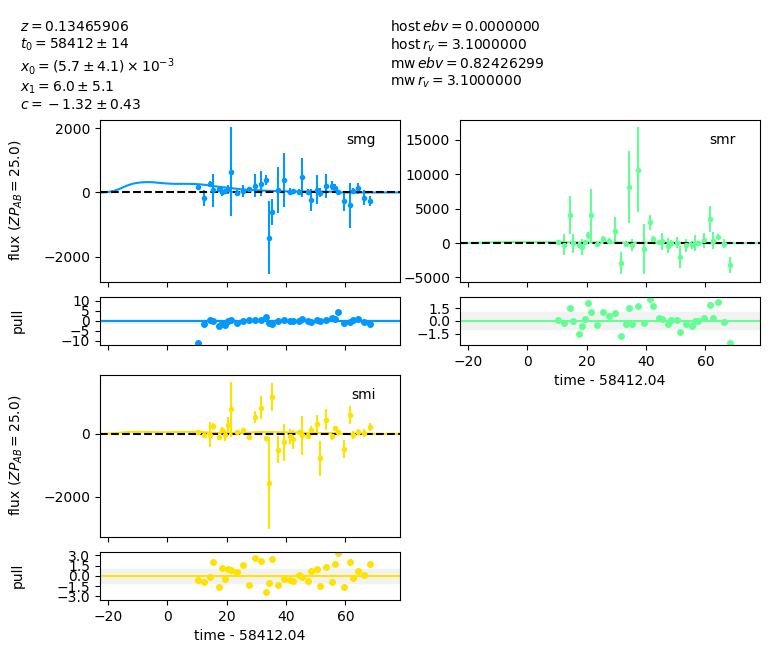 z = 0.13465906
t₀ = 58412 ± 14
x₀ = (5.7 ± 4.1) × 10⁻³
x₁ = 6.0 ± 5.1
c = −1.32 ± 0.43
host ebv = 0.0000000
host r_v = 3.1000000
mw ebv = 0.82426299
mw r_v = 3.1000000
smg
2000
0
−2000
flux (ZP_AB = 25.0)
smr
15000
10000
5000
0
−5000
10
5
0
−5
−10
pull
1.5
0.0
−1.5
−20 0 20 40 60
time - 58412.04
smi
0
−2000
flux (ZP_AB = 25.0)
3.0
1.5
0.0
−1.5
−3.0
pull
−20 0 20 40 60
time - 58412.04